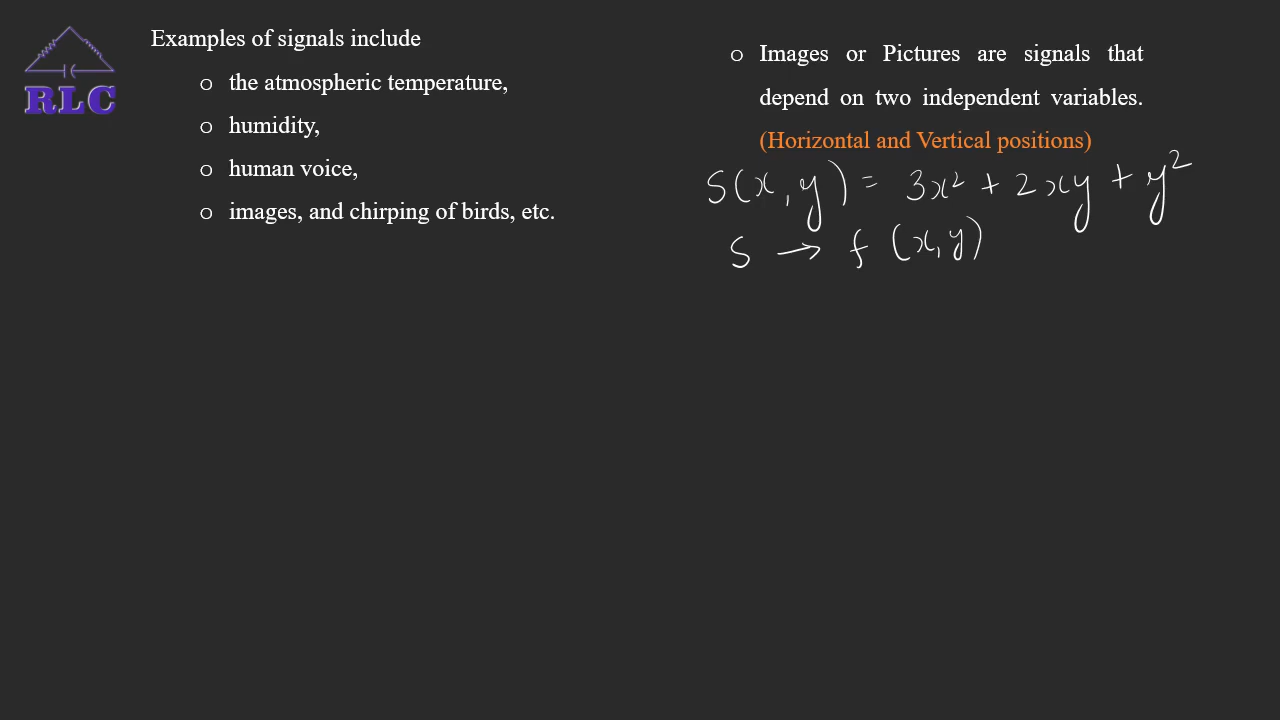 RLC
Examples of signals include
o the atmospheric temperature,
o humidity,
o human voice,
o images, and chirping of birds, etc.
o Images or Pictures are signals that
depend on two independent variables.
(Horizontal and Vertical positions)
S(x,y) = 3x² + 2xy + y²
S → f (x,y)